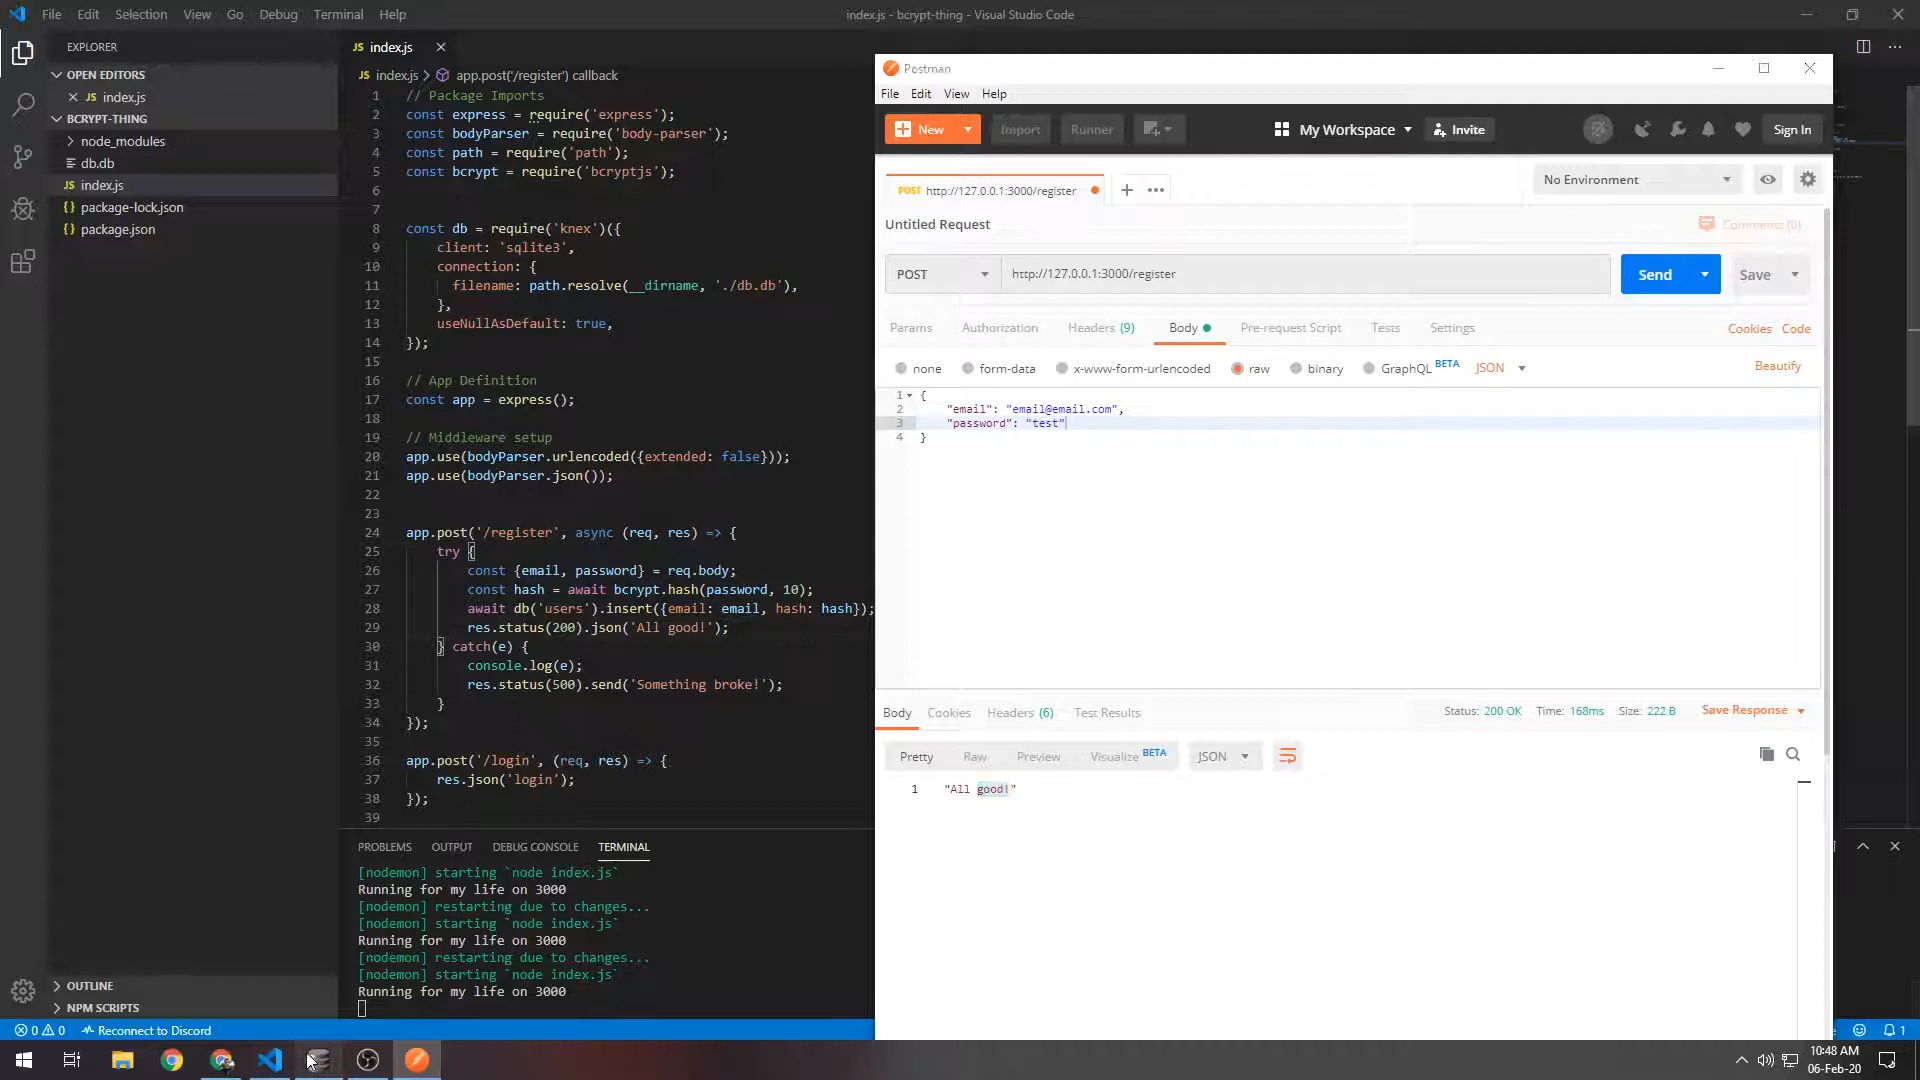 File Edit Selection View Go Debug Terminal Help
index.js - bcrypt-thing - Visual Studio Code
EXPLORER
OPEN EDITORS
JS index.js
BCRYPT-THING
node_modules
db.db
JS index.js
{} package-lock.json
{} package.json
OUTLINE
NPM SCRIPTS
JS index.js
JS index.js > app.post('/register') callback
1 // Package Imports
2 const express = require('express');
3 const bodyParser = require('body-parser');
4 const path = require('path');
5 const bcrypt = require('bcryptjs');
6
7
8 const db = require('knex')({
9 client: 'sqlite3',
10 connection: {
11 filename: path.resolve(__dirname, './db.db'),
12 },
13 useNullAsDefault: true,
14 });
15
16 // App Definition
17 const app = express();
18
19 // Middleware setup
20 app.use(bodyParser.urlencoded({extended: false}));
21 app.use(bodyParser.json());
22
23
24 app.post('/register', async (req, res) => {
25 try {
26 const {email, password} = req.body;
27 const hash = await bcrypt.hash(password, 10);
28 await db('users').insert({email: email, hash: hash});
29 res.status(200).json('All good!');
30 } catch(e) {
31 console.log(e);
32 res.status(500).send('Something broke!');
33 }
34 });
35
36 app.post('/login', (req, res) => {
37 res.json('login');
38 });
39
PROBLEMS OUTPUT DEBUG CONSOLE TERMINAL
[nodemon] starting `node index.js`
Running for my life on 3000
[nodemon] restarting due to changes...
[nodemon] starting `node index.js`
Running for my life on 3000
[nodemon] restarting due to changes...
[nodemon] starting `node index.js`
Running for my life on 3000
Postman
File Edit View Help
New Import Runner My Workspace Invite Sign In
POST http://127.0.0.1:3000/register
No Environment
Untitled Request
Comments (0)
POST http://127.0.0.1:3000/register Send Save
Params Authorization Headers (9) Body Pre-request Script Tests Settings Cookies Code
none form-data x-www-form-urlencoded raw binary GraphQL BETA JSON Beautify
1 {
2 "email": "email@email.com",
3 "password": "test"
4 }
Body Cookies Headers (6) Test Results Status: 200 OK Time: 168ms Size: 222 B Save Response
Pretty Raw Preview Visualize BETA JSON
1 "All good!"
0 0 Reconnect to Discord
1
10:48 AM
06-Feb-20